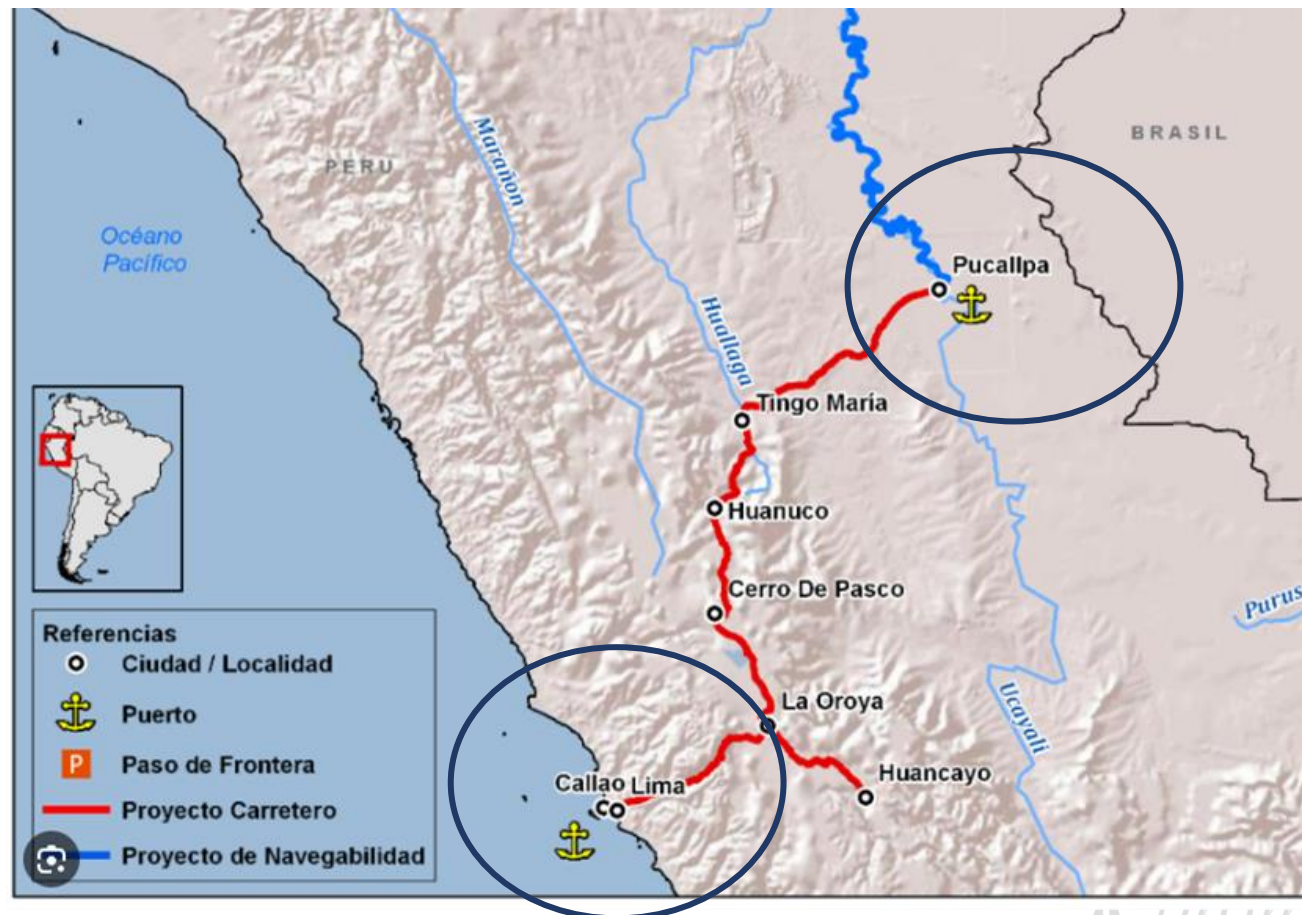 BRASIL
PERU
Marañon
Océano
Pacífico
Pucallpa
Huallaga
Tingo María
Huanuco
Cerro De Pasco
Purus
Referencias
Ciudad / Localidad
Puerto
P
Paso de Frontera
Proyecto Carretero
Proyecto de Navegabilidad
La Oroya
Ucayali
Callao Lima
Huancayo